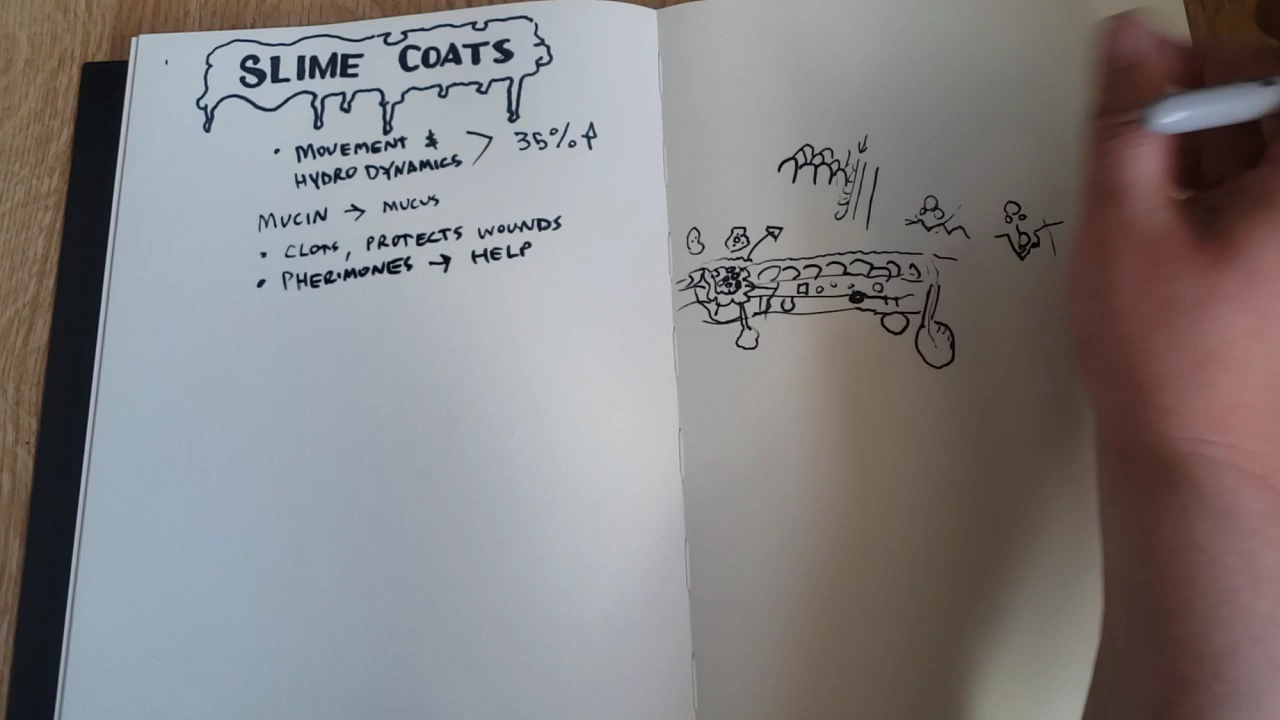 SLIME COATS
• MOVEMENT & 
HYDRO DYNAMICS > 35% ↑
MUCIN → MUCUS
• CLOTS, PROTECTS WOUNDS
• PHERIMONES → HELP